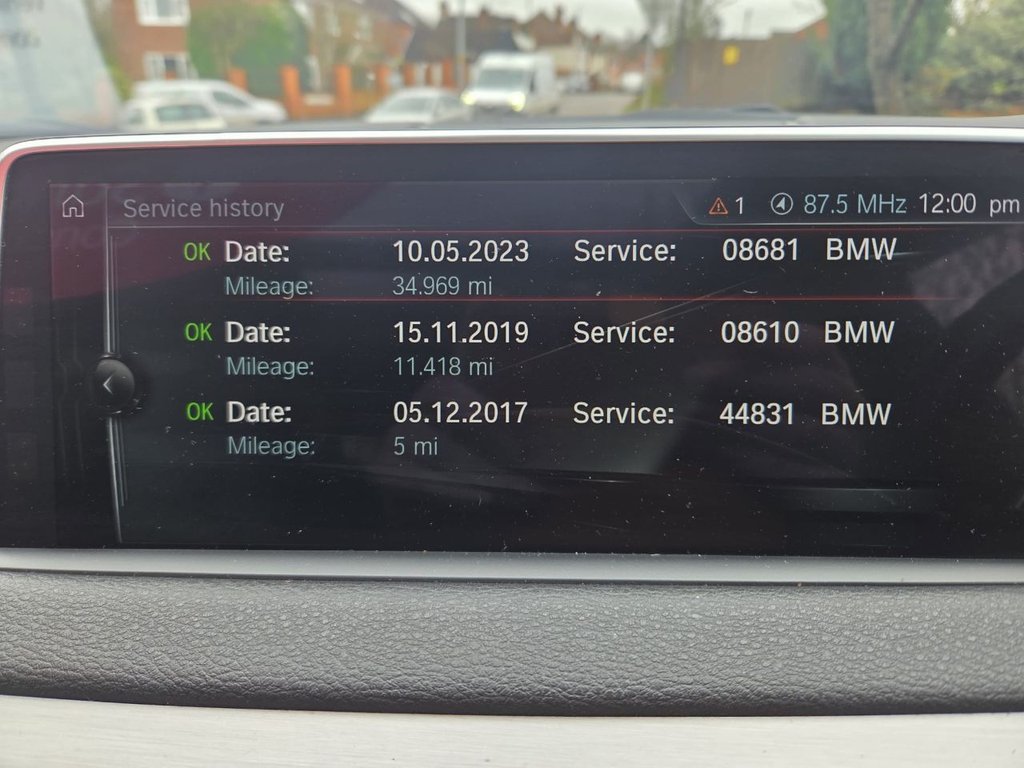 Service history 1 87.5 MHz 12:00 pm
OK Date: 10.05.2023 Service: 08681 BMW
Mileage: 34.969 mi
OK Date: 15.11.2019 Service: 08610 BMW
Mileage: 11.418 mi
OK Date: 05.12.2017 Service: 44831 BMW
Mileage: 5 mi